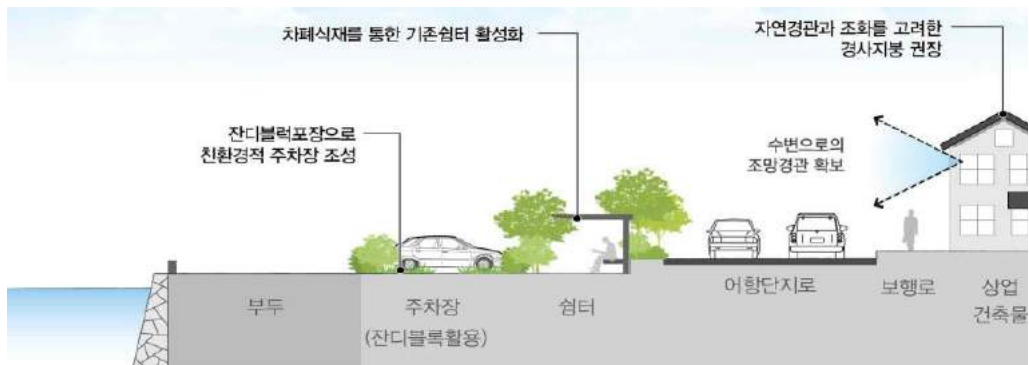 차폐식재를 통한 기존쉼터 활성화
자연경관과 조화를 고려한
경사지붕 권장
잔디블럭포장으로
친환경적 주차장 조성
수변으로의
조망경관 확보
부두
주차장
(잔디블록활용)
쉼터
어항단지로
보행로
상업
건축물